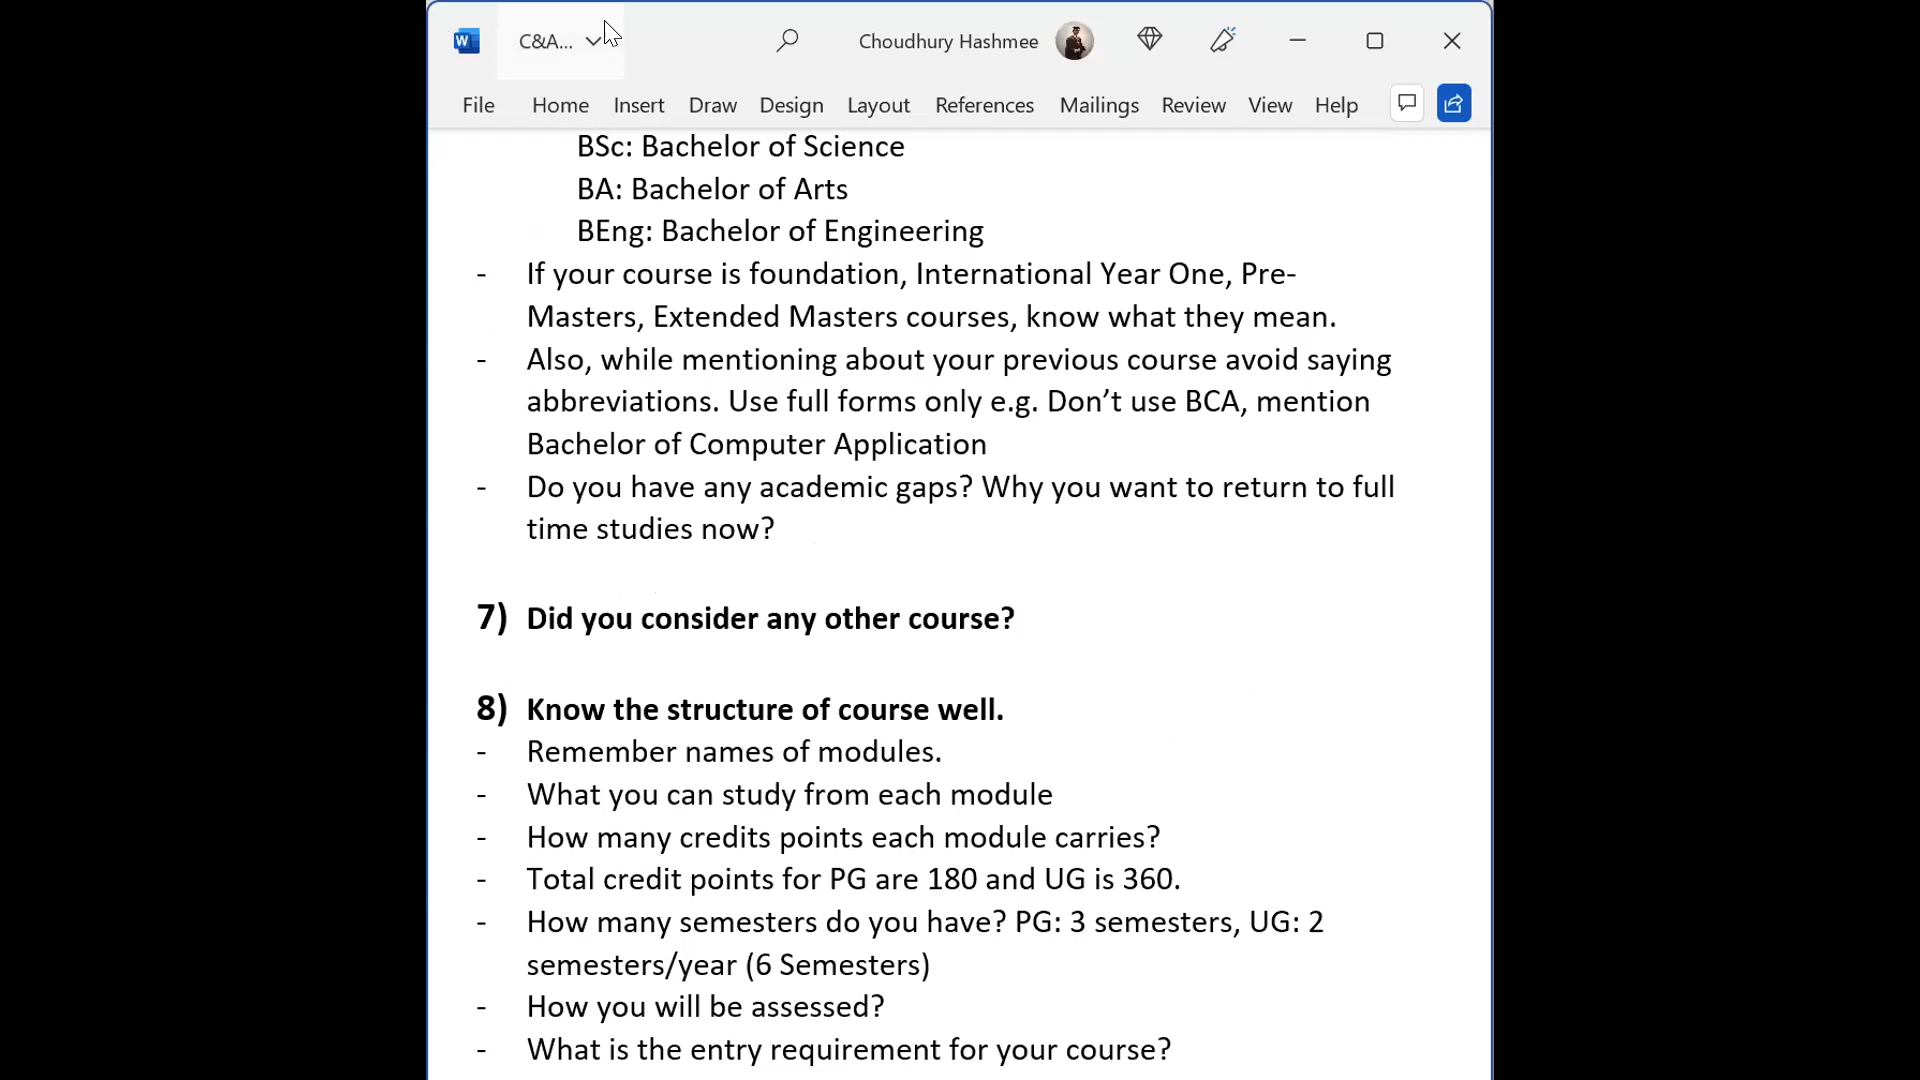 W
C&A...
Choudhury Hashmee
File Home Insert Draw Design Layout References Mailings Review View Help
BSc: Bachelor of Science
BA: Bachelor of Arts
BEng: Bachelor of Engineering
- If your course is foundation, International Year One, Pre-
Masters, Extended Masters courses, know what they mean.
- Also, while mentioning about your previous course avoid saying
abbreviations. Use full forms only e.g. Don’t use BCA, mention
Bachelor of Computer Application
- Do you have any academic gaps? Why you want to return to full
time studies now?
7) Did you consider any other course?
8) Know the structure of course well.
- Remember names of modules.
- What you can study from each module
- How many credits points each module carries?
- Total credit points for PG are 180 and UG is 360.
- How many semesters do you have? PG: 3 semesters, UG: 2
semesters/year (6 Semesters)
- How you will be assessed?
- What is the entry requirement for your course?